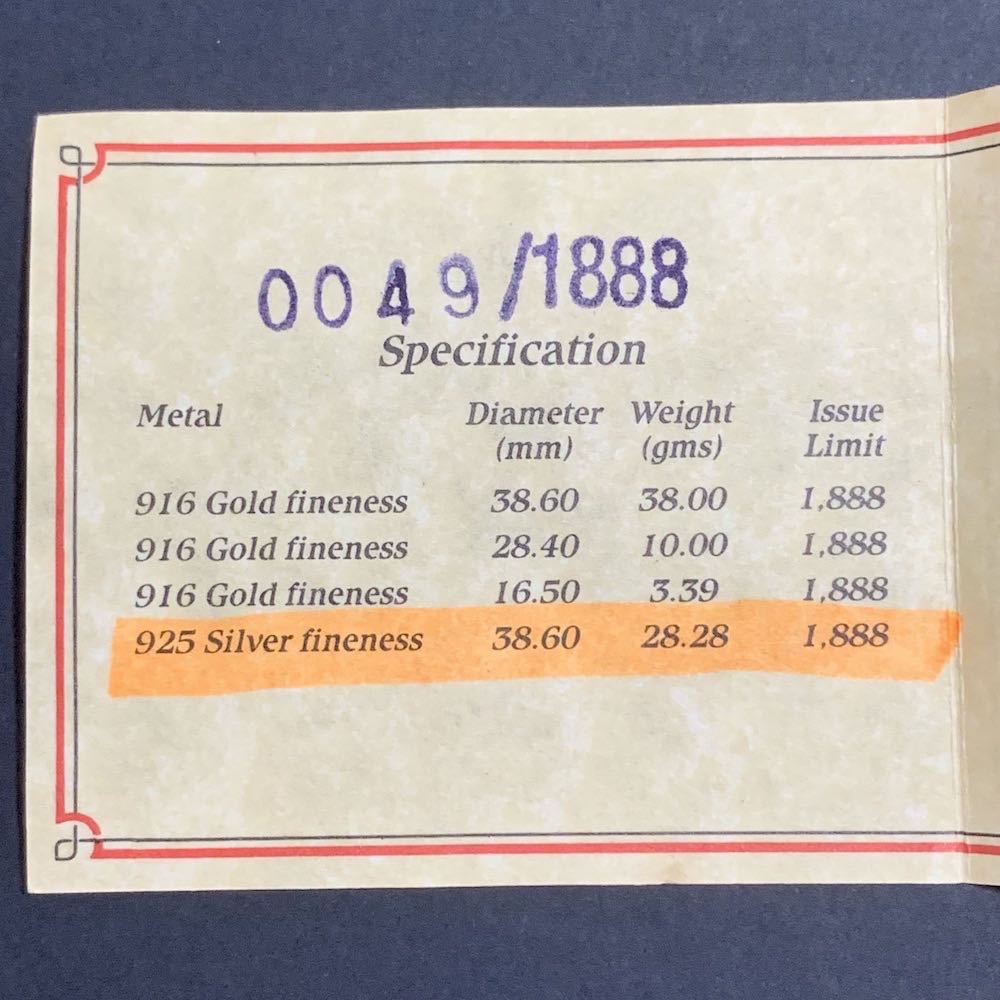 0049/1888
Specification
Metal Diameter (mm) Weight (gms) Issue Limit
916 Gold fineness 38.60 38.00 1,888
916 Gold fineness 28.40 10.00 1,888
916 Gold fineness 16.50 3.39 1,888
925 Silver fineness 38.60 28.28 1,888